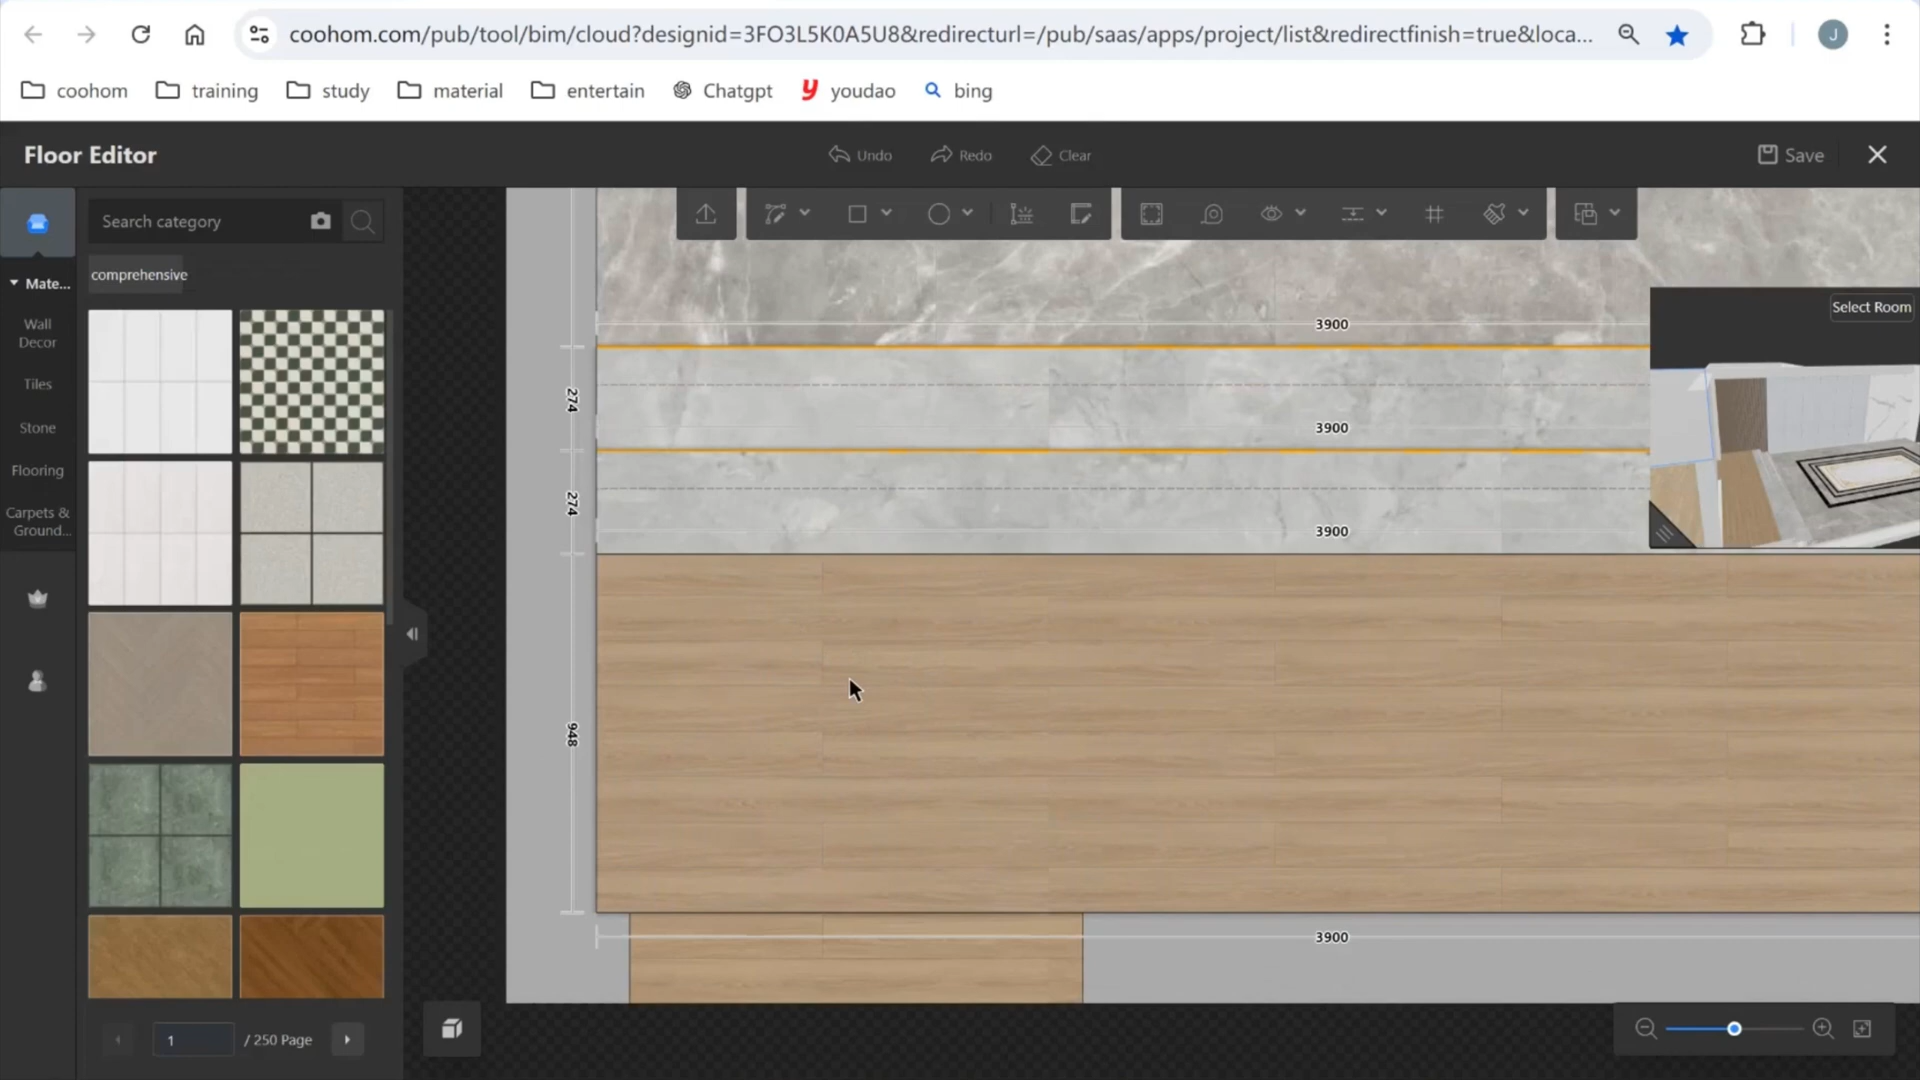 coohom.com/pub/tool/bim/cloud?designid=3FO3L5K0A5U8&redirecturl=/pub/saas/apps/project/list&redirectfinish=true&loca...
J
coohom training study material entertain Chatgpt youdao bing
Floor Editor
Undo Redo Clear
Save
Search category
comprehensive
Mate...
Wall
Decor
Tiles
Stone
Flooring
Carpets &
Ground...
1 / 250 Page
3900
Select Room
274
3900
274
3900
948
3900